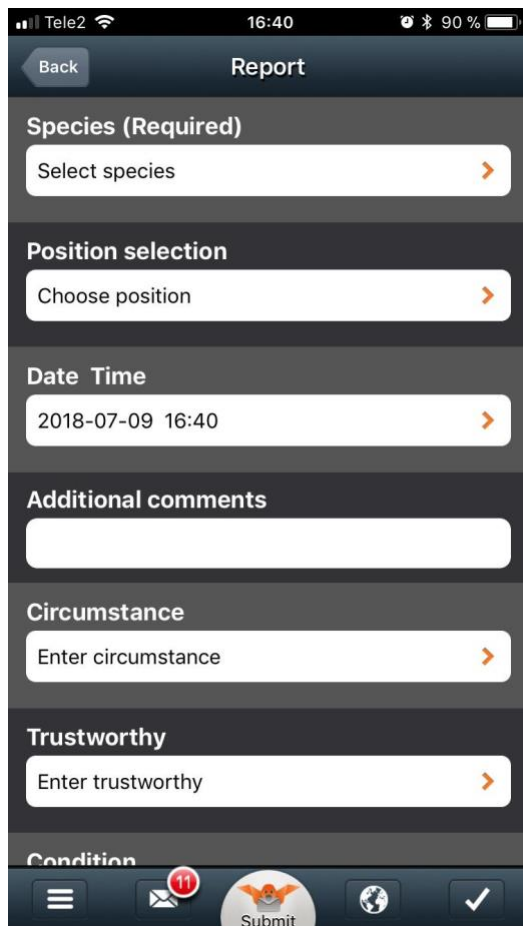 Tele2 16:40 90 %
Back Report
Species (Required)
Select species
Position selection
Choose position
Date Time
2018-07-09 16:40
Additional comments
Circumstance
Enter circumstance
Trustworthy
Enter trustworthy
Condition
11
Submit